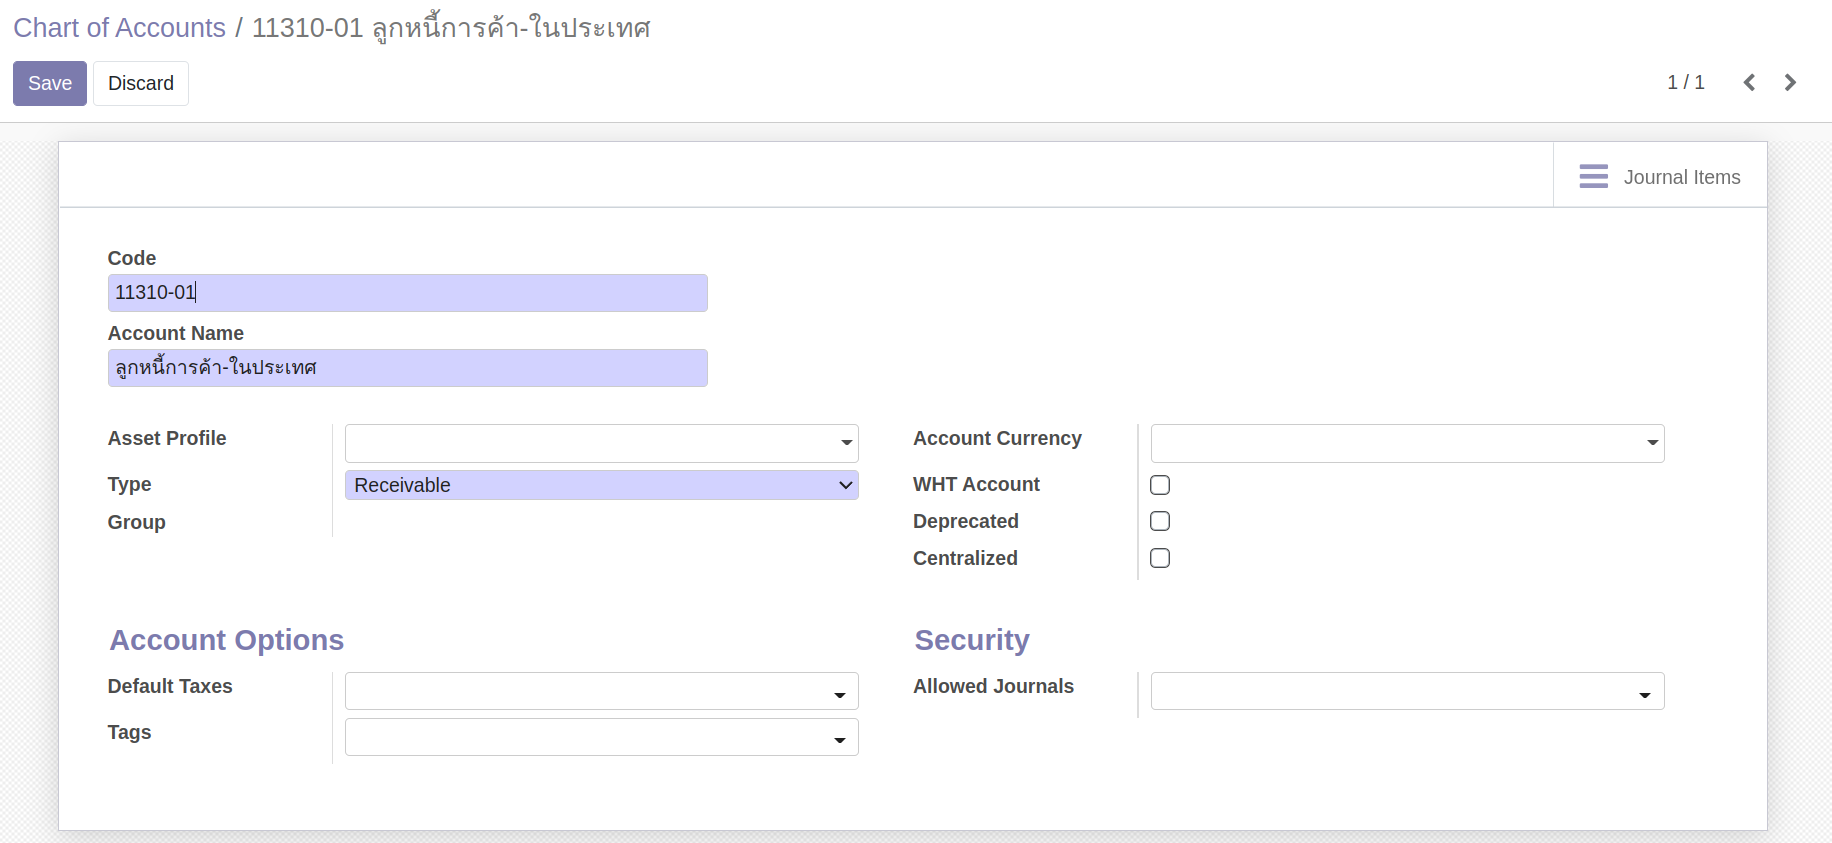 Chart of Accounts / 11310-01 ลูกหนี้การค้า-ในประเทศ
Save Discard 1 / 1
Journal Items
Code
11310-01
Account Name
ลูกหนี้การค้า-ในประเทศ
Asset Profile
Type Receivable
Group
Account Currency
WHT Account
Deprecated
Centralized
Account Options
Default Taxes
Tags
Security
Allowed Journals